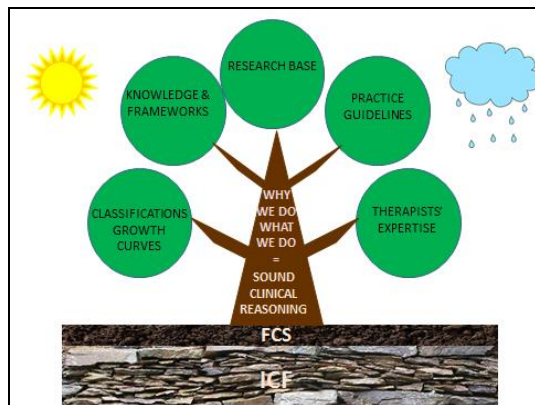 RESEARCH BASE
KNOWLEDGE &
FRAMEWORKS
PRACTICE
GUIDELINES
CLASSIFICATIONS
GROWTH
CURVES
THERAPISTS'
EXPERTISE
WHY
WE DO
WHAT
WE DO
=
SOUND
CLINICAL
REASONING
FCS
ICF